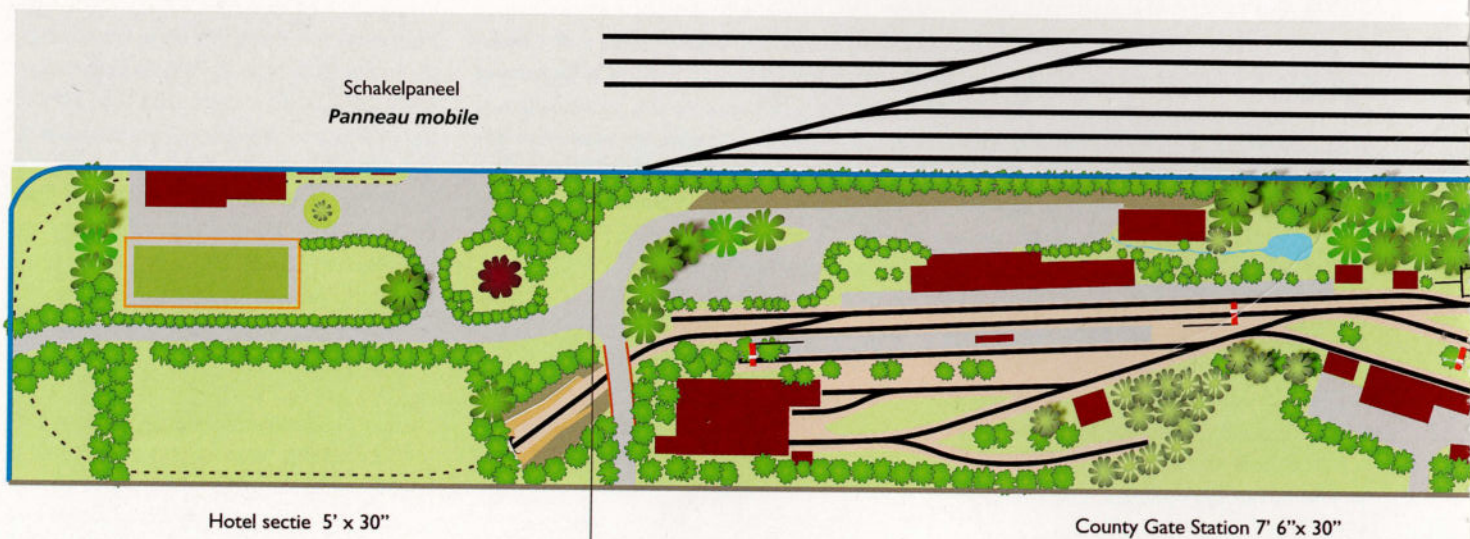 Schakelpaneel
Panneau mobile
Hotel sectie 5' x 30”
County Gate Station 7' 6”x 30”